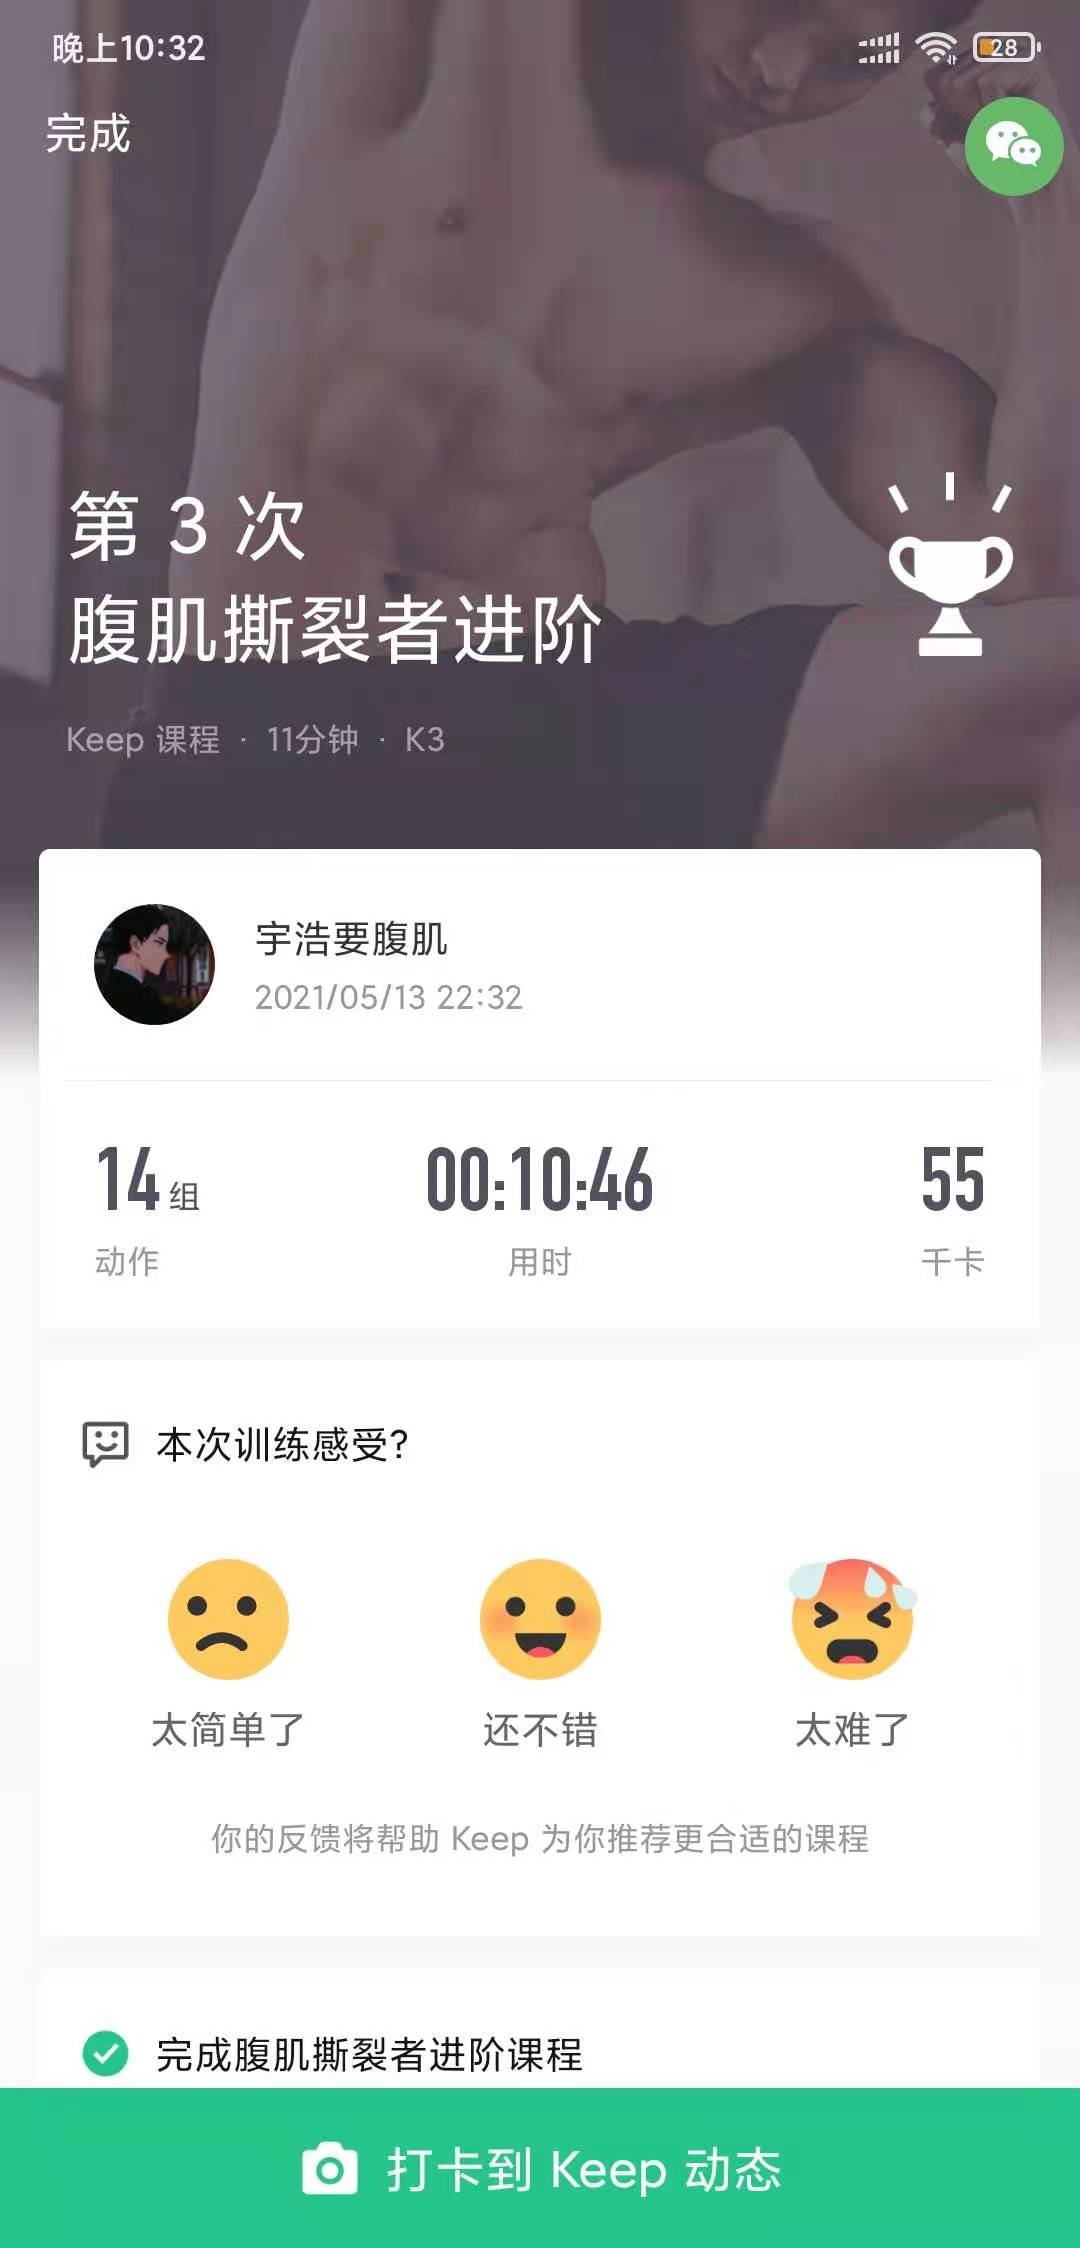 晚上10:32
28
完成
第 3 次
腹肌撕裂者进阶
Keep 课程 · 11分钟 · K3
宇浩要腹肌
2021/05/13 22:32
14组 00:10:46 55
动作 用时 千卡
本次训练感受?
太简单了 还不错 太难了
你的反馈将帮助 Keep 为你推荐更合适的课程
完成腹肌撕裂者进阶课程
打卡到 Keep 动态